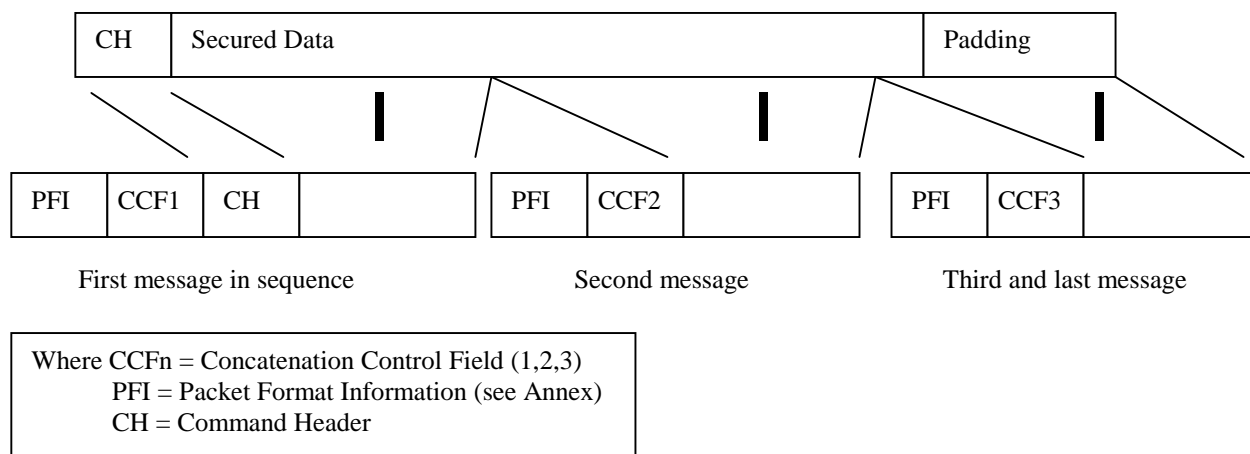 CH Secured Data Padding
PFI CCF1 CH PFI CCF2 PFI CCF3
First message in sequence Second message Third and last message
Where CCFn = Concatenation Control Field (1,2,3)
PFI = Packet Format Information (see Annex)
CH = Command Header